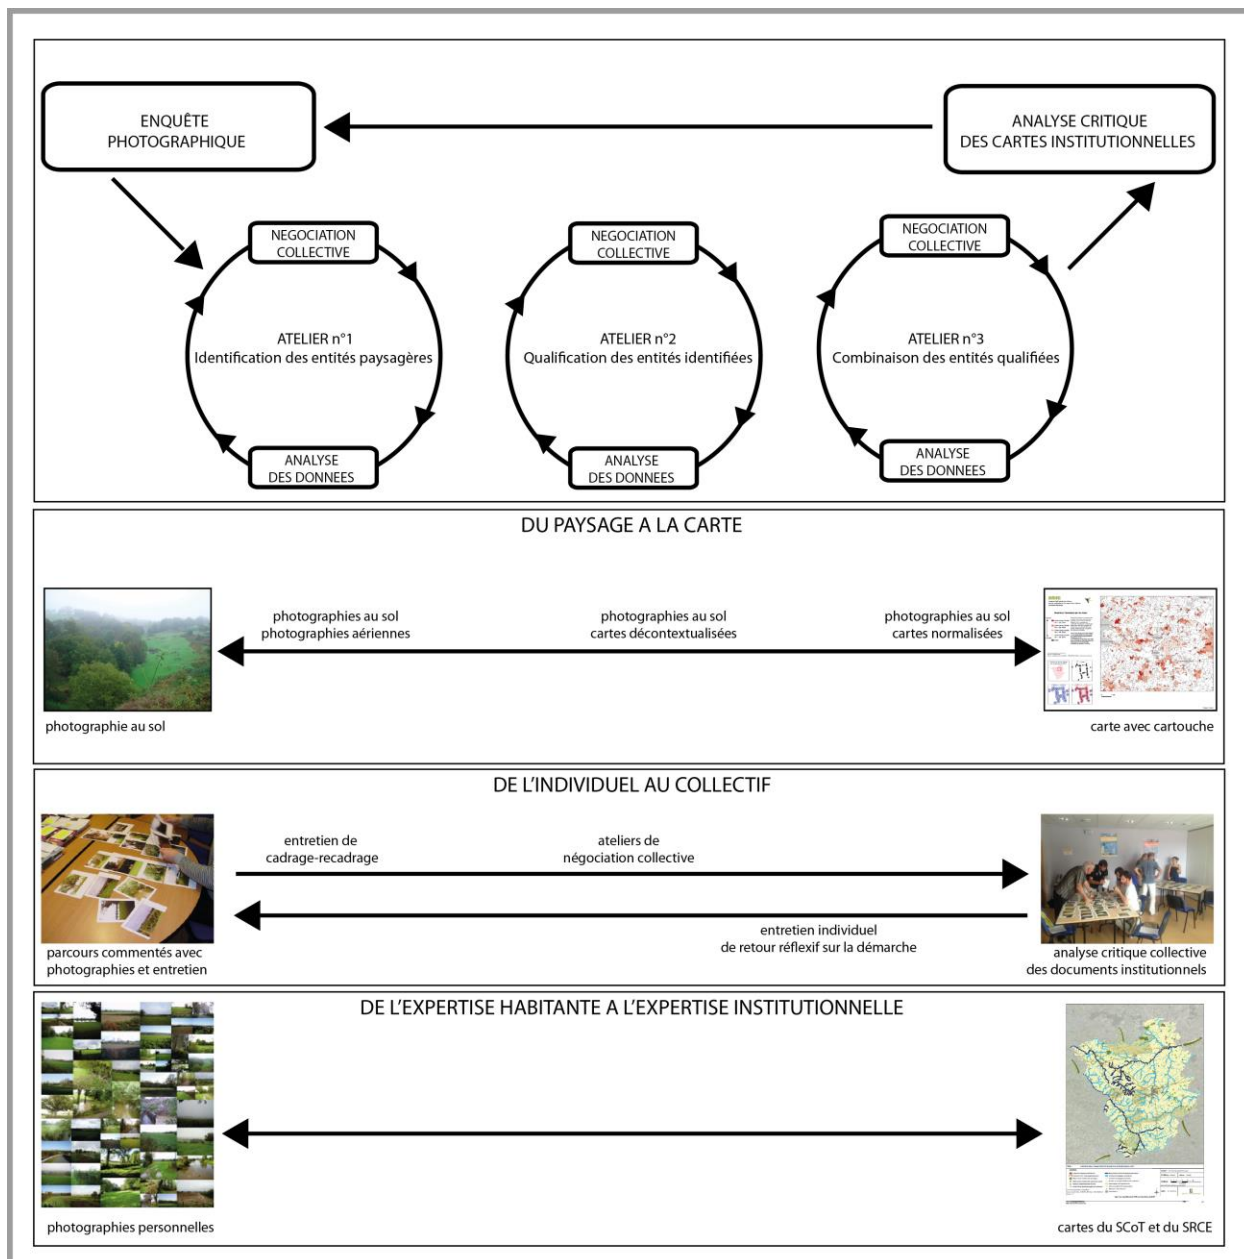 ENQUÊTE
PHOTOGRAPHIQUE
ANALYSE CRITIQUE
DES CARTES INSTITUTIONNELLES
NEGOCIATION
COLLECTIVE
ATELIER n°1
Identification des entités paysagères
ANALYSE
DES DONNEES
NEGOCIATION
COLLECTIVE
ATELIER n°2
Qualification des entités identifiées
ANALYSE
DES DONNEES
NEGOCIATION
COLLECTIVE
ATELIER n°3
Combinaison des entités qualifiées
ANALYSE
DES DONNEES
DU PAYSAGE A LA CARTE
photographies au sol
photographies aériennes
photographies au sol
cartes décontextualisées
photographies au sol
cartes normalisées
photographie au sol
carte avec cartouche
DE L'INDIVIDUEL AU COLLECTIF
entretien de
cadrage-recadrage
ateliers de
négociation collective
entretien individuel
de retour réflexif sur la démarche
parcours commentés avec
photographies et entretien
analyse critique collective
des documents institutionnels
DE L'EXPERTISE HABITANTE A L'EXPERTISE INSTITUTIONNELLE
photographies personnelles
cartes du SCoT et du SRCE